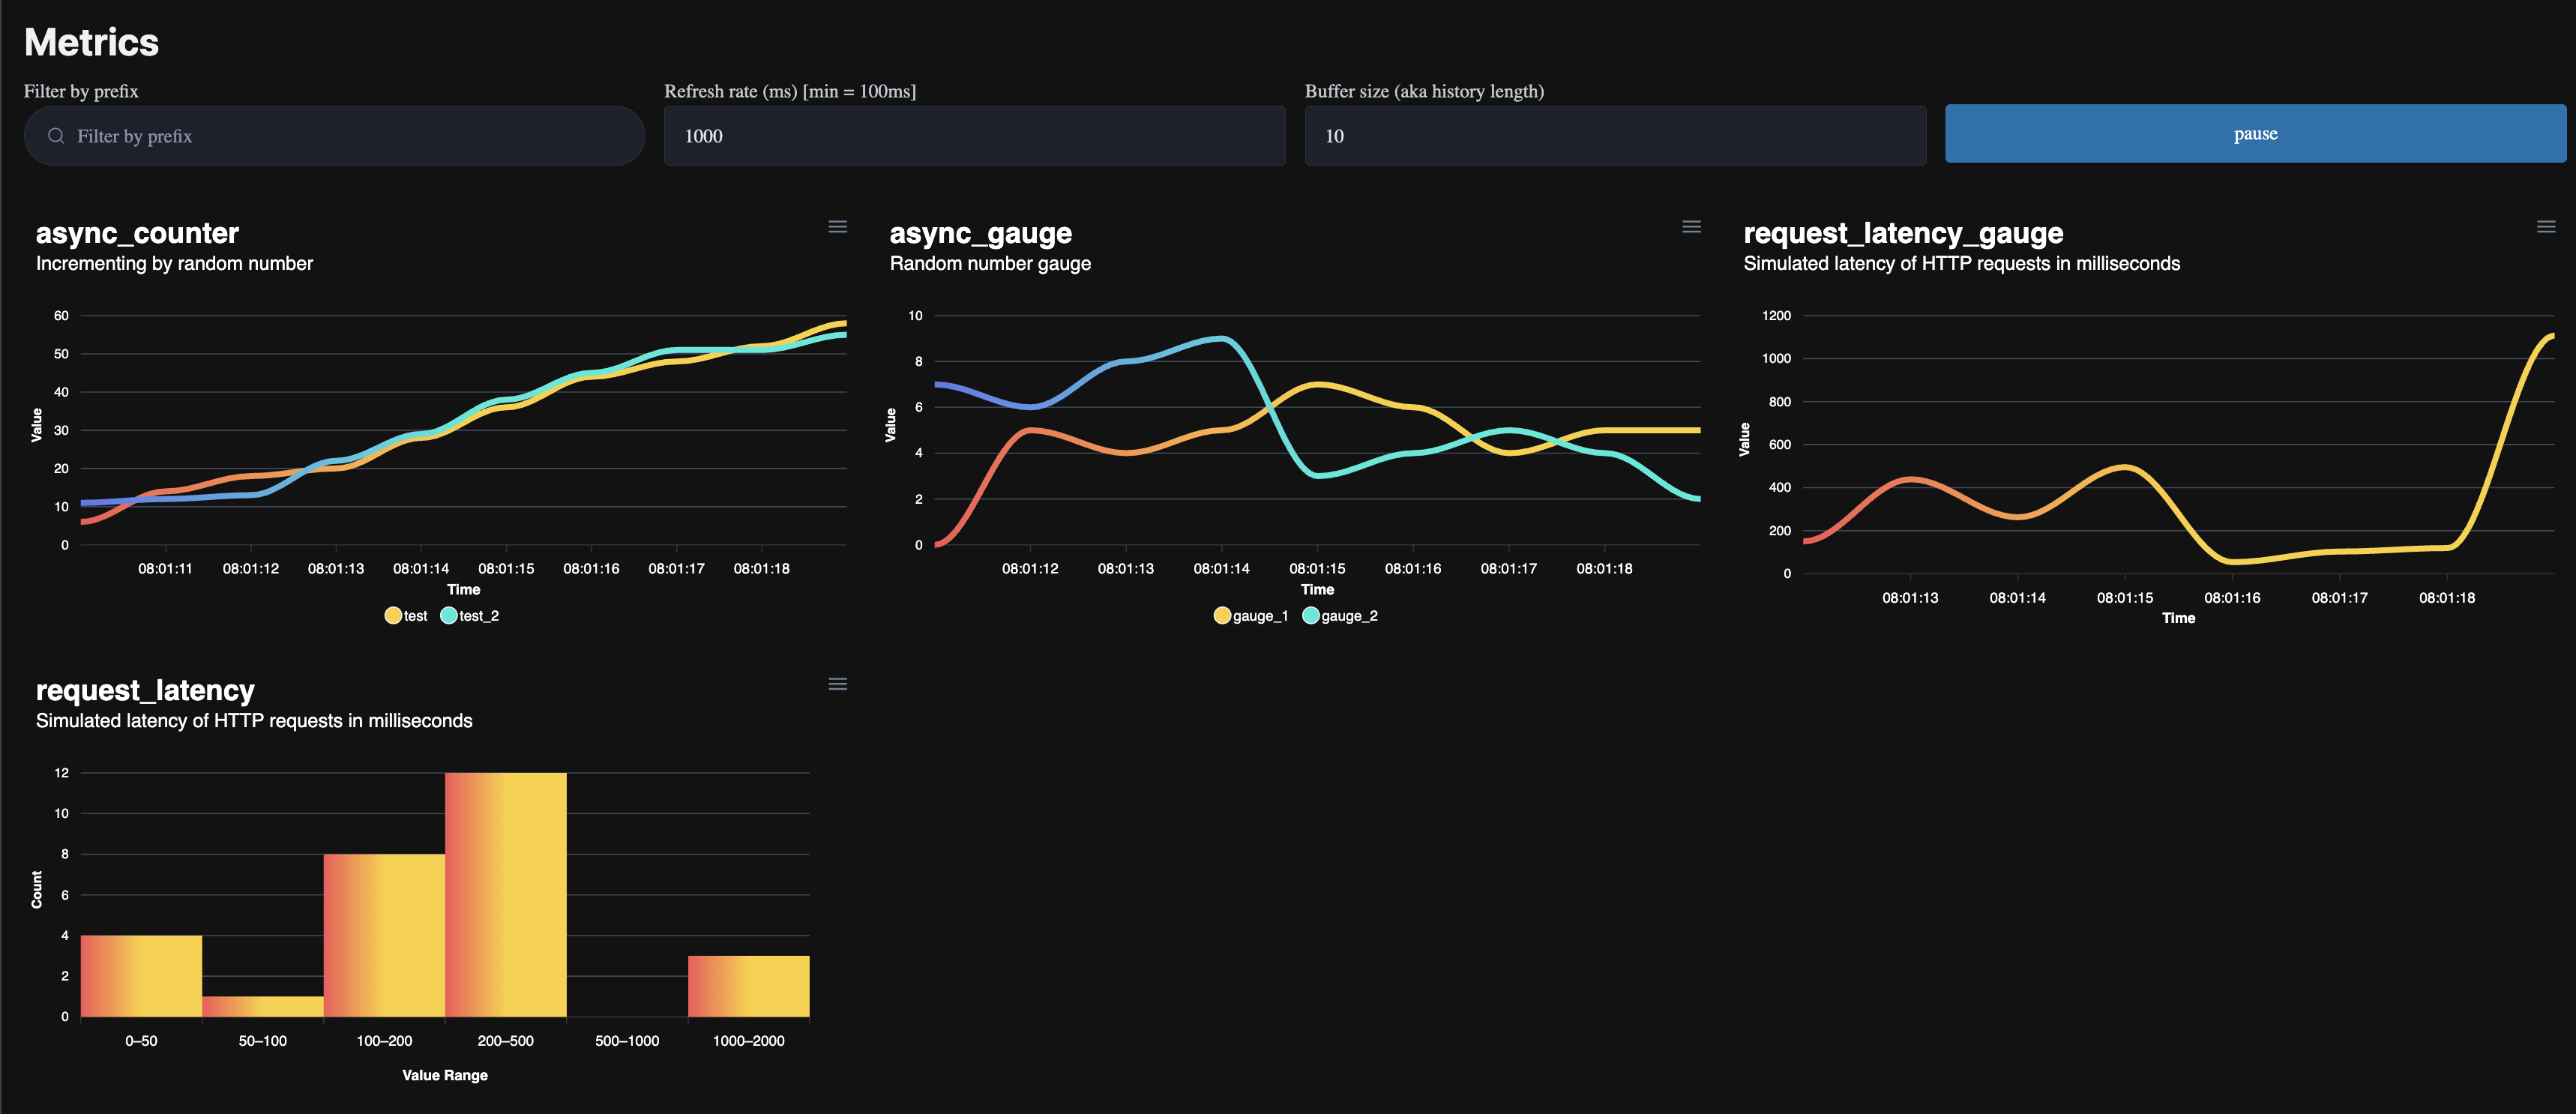 Metrics
Filter by prefix
Refresh rate (ms) [min = 100ms]
Buffer size (aka history length)
Filter by prefix
1000
10
pause
async_counter
Incrementing by random number
60
50
40
30
20
10
0
Value
08:01:11 08:01:12 08:01:13 08:01:14 08:01:15 08:01:16 08:01:17 08:01:18
Time
test test_2
async_gauge
Random number gauge
10
8
6
4
2
0
Value
08:01:12 08:01:13 08:01:14 08:01:15 08:01:16 08:01:17 08:01:18
Time
gauge_1 gauge_2
request_latency_gauge
Simulated latency of HTTP requests in milliseconds
1200
1000
800
600
400
200
0
Value
08:01:13 08:01:14 08:01:15 08:01:16 08:01:17 08:01:18
Time
request_latency
Simulated latency of HTTP requests in milliseconds
12
10
8
6
4
2
0
Count
0–50 50–100 100–200 200–500 500–1000 1000–2000
Value Range